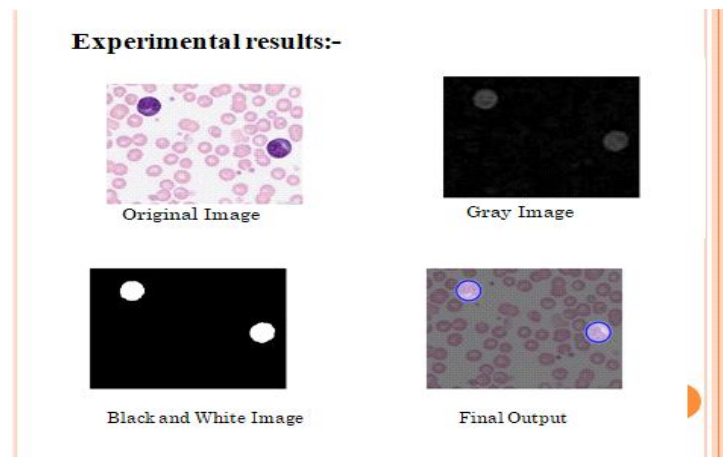 Experimental results:-
Original Image
Gray Image
Black and White Image
Final Output